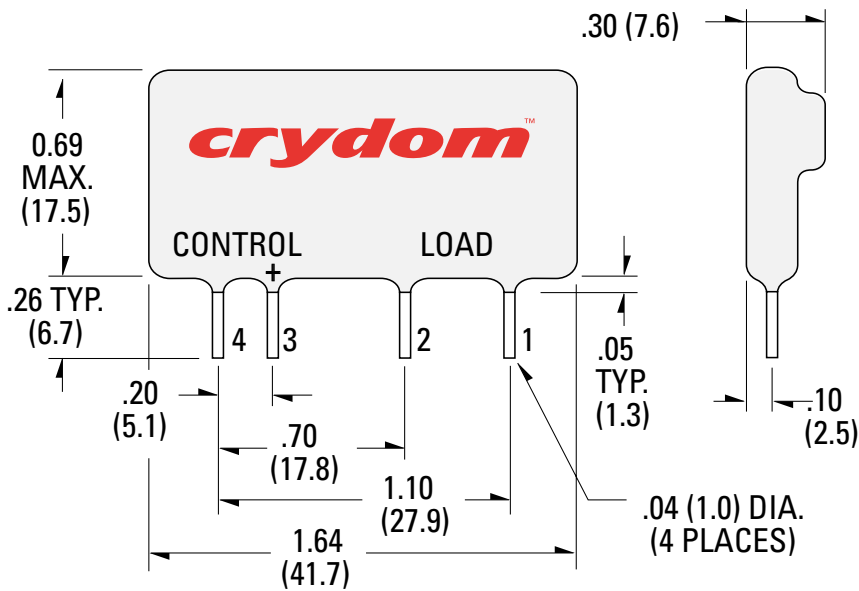 .30 (7.6)
crydom™
0.69
MAX.
(17.5)
CONTROL
LOAD
+
.26 TYP.
(6.7)
4
3
2
1
.05
TYP.
(1.3)
.20
(5.1)
.10
(2.5)
.70
(17.8)
1.10
(27.9)
.04 (1.0) DIA.
(4 PLACES)
1.64
(41.7)